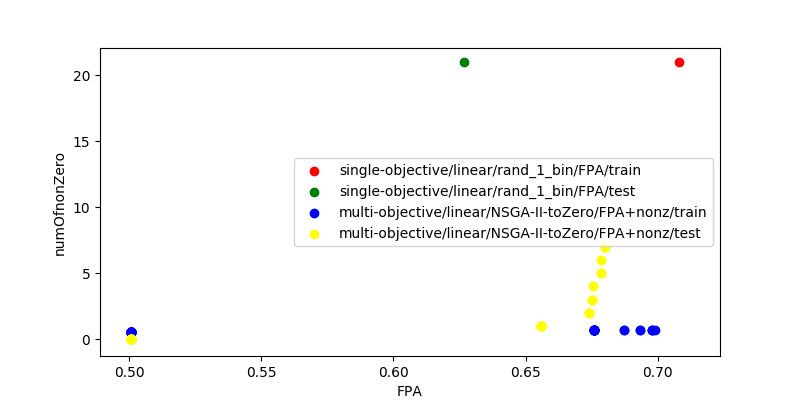 20
15
10
5
0
numOfnonZero
single-objective/linear/rand_1_bin/FPA/train
single-objective/linear/rand_1_bin/FPA/test
multi-objective/linear/NSGA-II-toZero/FPA+nonz/train
multi-objective/linear/NSGA-II-toZero/FPA+nonz/test
0.50 0.55 0.60 0.65 0.70
FPA